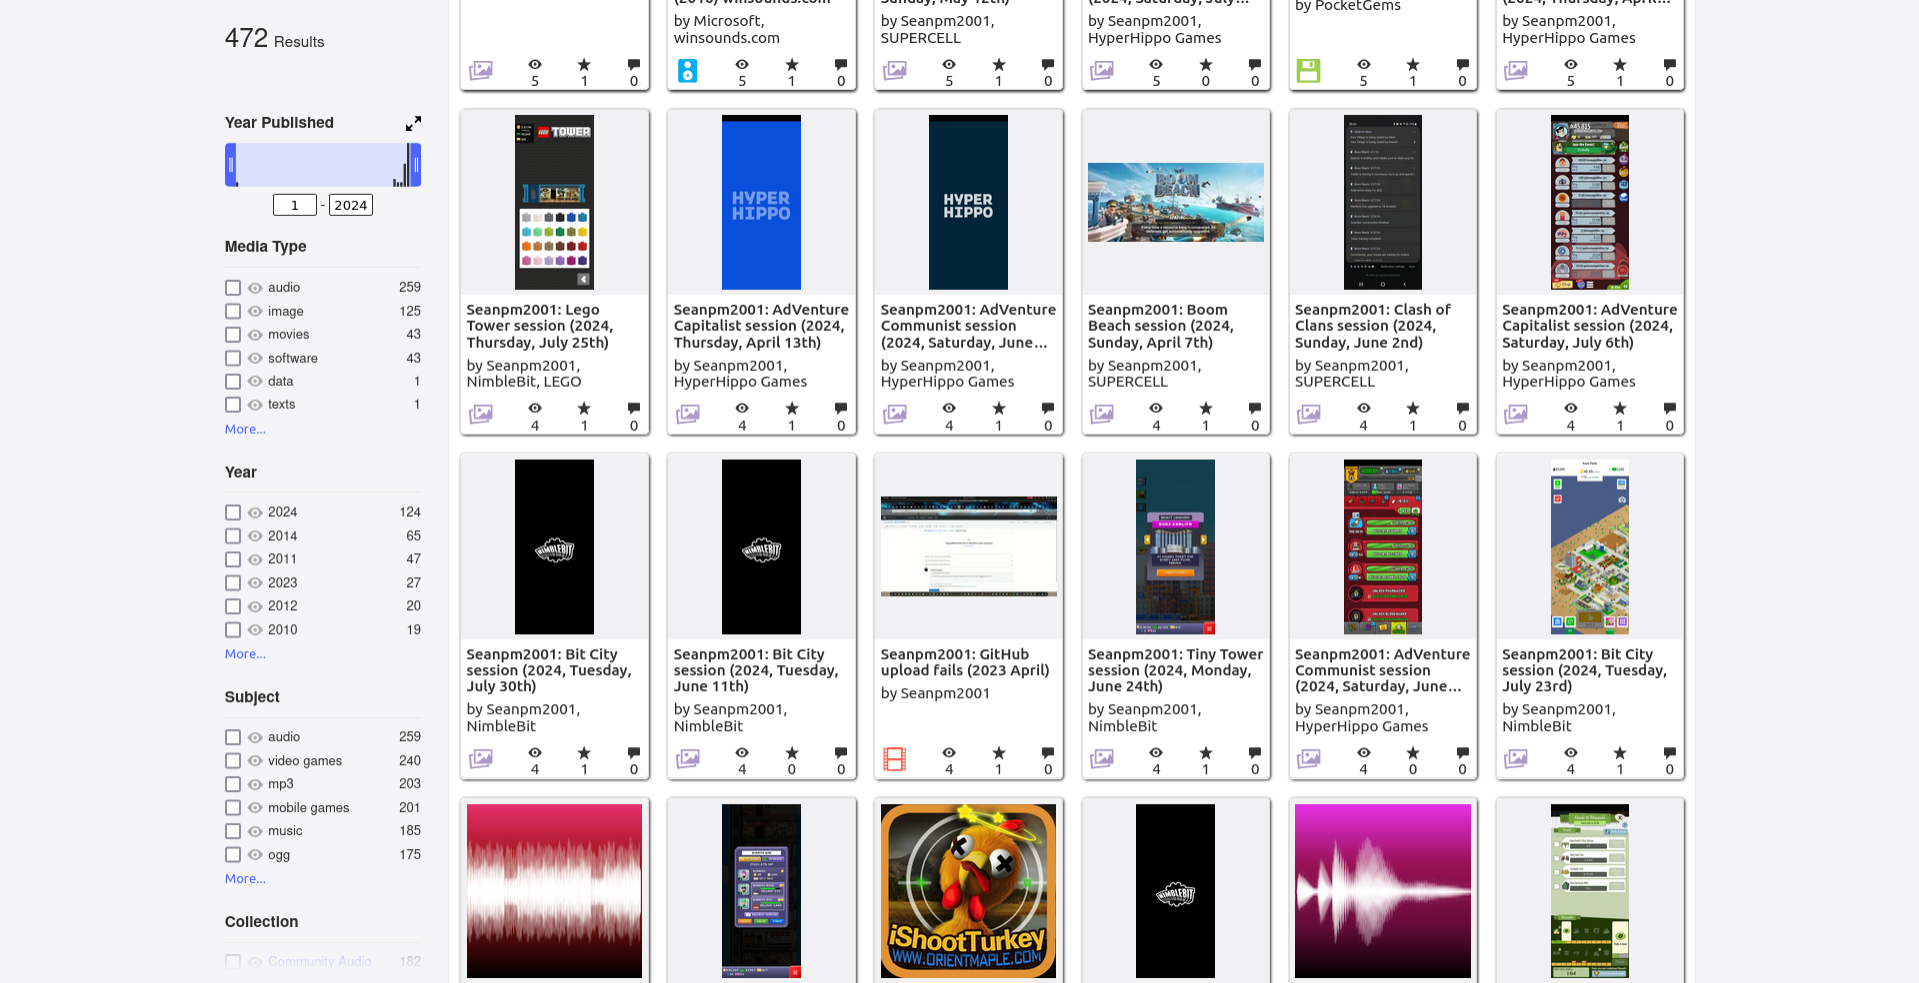 472 Results
Year Published
1 - 2024
Media Type
audio 259
image 125
movies 43
software 43
data 1
texts 1
More...
Year
2024 124
2014 65
2011 47
2023 27
2012 20
2010 19
More...
Subject
audio 259
video games 240
mp3 203
mobile games 201
music 185
ogg 175
More...
Collection
Community Audio 182
5 1 0
by Microsoft,
winsounds.com
5 1 0
by Seanpm2001,
SUPERCELL
5 1 0
by Seanpm2001,
HyperHippo Games
5 0 0
by PocketGems
5 1 0
by Seanpm2001,
HyperHippo Games
5 1 0
LEGO TOWER
Seanpm2001: Lego
Tower session (2024,
Thursday, July 25th)
by Seanpm2001,
NimbleBit, LEGO
4 1 0
HYPER
HIPPO
Seanpm2001: AdVenture
Capitalist session (2024,
Thursday, April 13th)
by Seanpm2001,
HyperHippo Games
4 1 0
HYPER
HIPPO
Seanpm2001: AdVenture
Communist session
(2024, Saturday, June...
by Seanpm2001,
HyperHippo Games
4 1 0
BOOM
BEACH
Seanpm2001: Boom
Beach session (2024,
Sunday, April 7th)
by Seanpm2001,
SUPERCELL
4 1 0
Seanpm2001: Clash of
Clans session (2024,
Sunday, June 2nd)
by Seanpm2001,
SUPERCELL
4 1 0
Seanpm2001: AdVenture
Capitalist session (2024,
Saturday, July 6th)
by Seanpm2001,
HyperHippo Games
4 1 0
NIMBLEBIT
Seanpm2001: Bit City
session (2024, Tuesday,
July 30th)
by Seanpm2001,
NimbleBit
4 1 0
NIMBLEBIT
Seanpm2001: Bit City
session (2024, Tuesday,
June 11th)
by Seanpm2001,
NimbleBit
4 0 0
Seanpm2001: GitHub
upload fails (2023 April)
by Seanpm2001
4 1 0
Seanpm2001: Tiny Tower
session (2024, Monday,
June 24th)
by Seanpm2001,
NimbleBit
4 1 0
Seanpm2001: AdVenture
Communist session
(2024, Saturday, June...
by Seanpm2001,
HyperHippo Games
4 0 0
Seanpm2001: Bit City
session (2024, Tuesday,
July 23rd)
by Seanpm2001,
NimbleBit
4 1 0
iShootTurkey
WWW.ORIENTMAPLE.COM
NIMBLEBIT